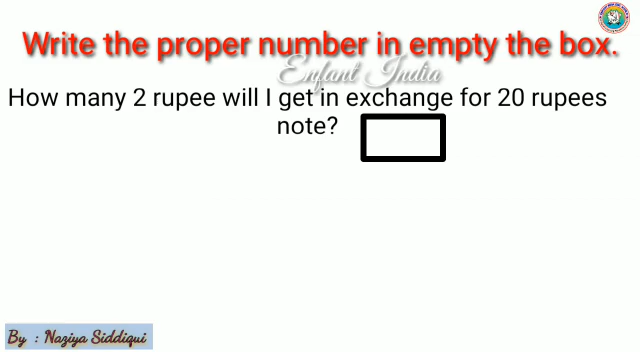 Write the proper number in empty the box.
Enfant India
How many 2 rupee will I get in exchange for 20 rupees
note?
By : Naziya Siddiqui